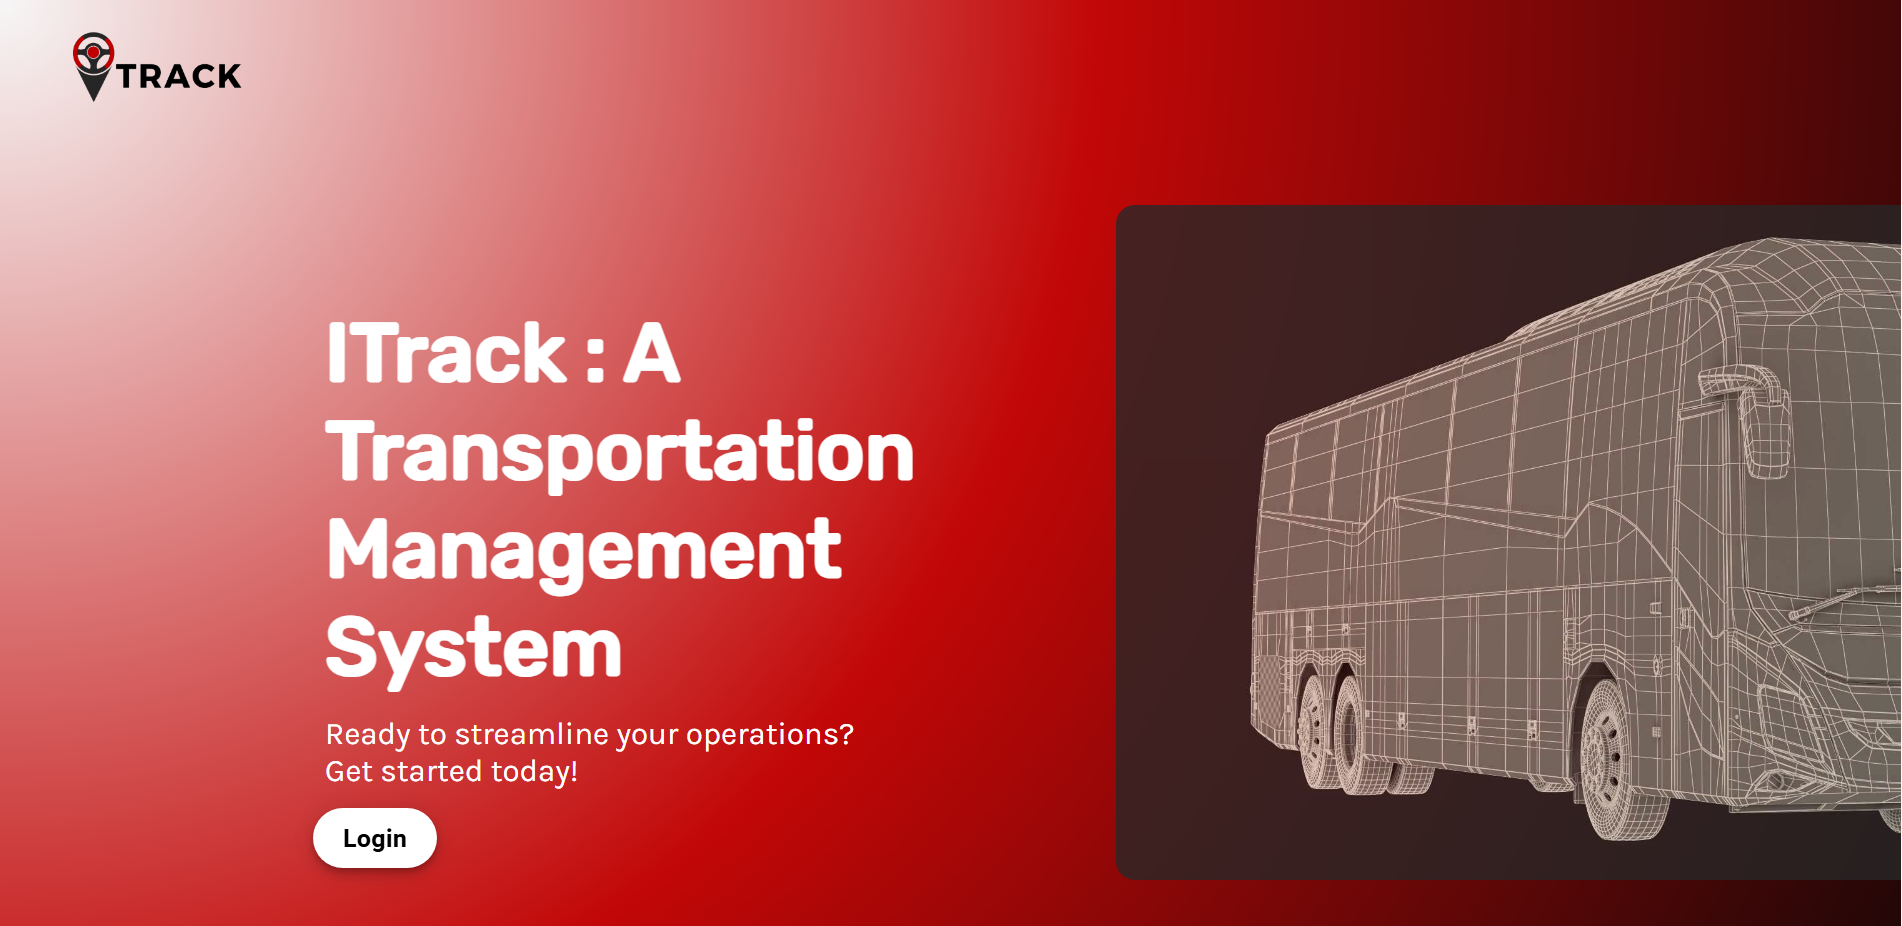 TRACK
ITrack : A
Transportation
Management
System
Ready to streamline your operations?
Get started today!
Login